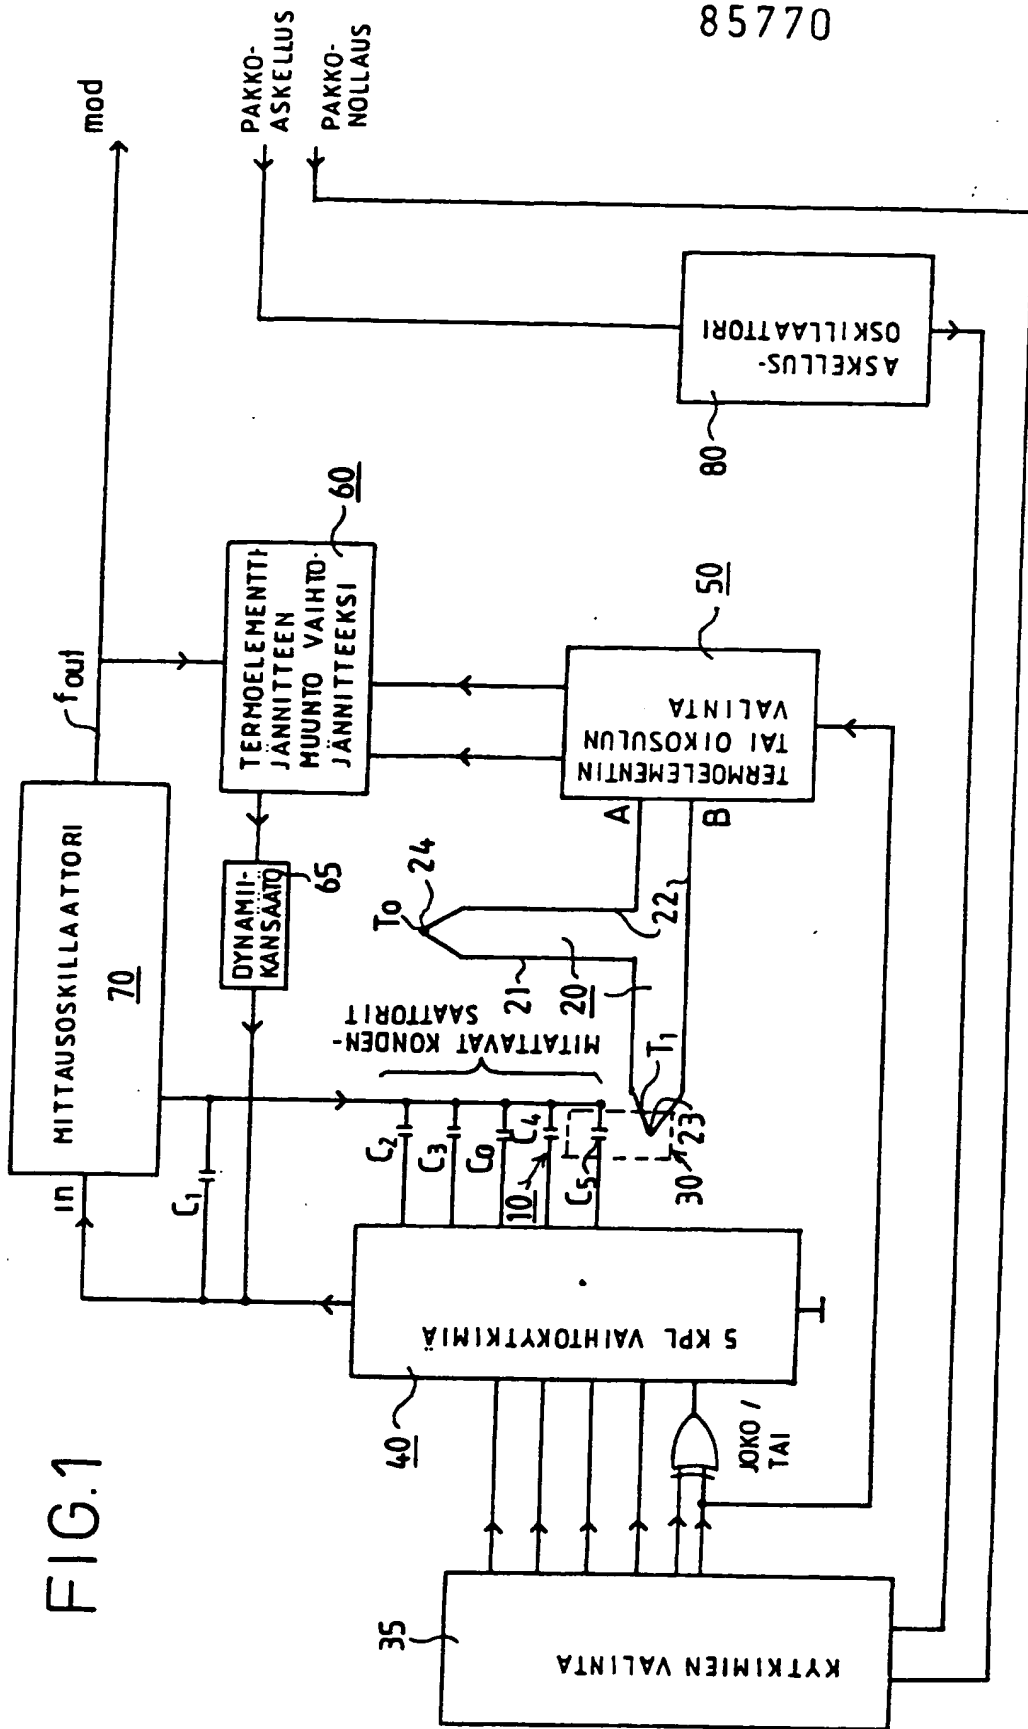 85770
FIG.1
mod
PAKKO-
ASKELLUS
PAKKO
NOLLAUS
fout
MITTAUSOSKILLAATTORI
70
in
C1
DYNAMII-
KANSÄÄTÖ
65
TERMOELEMENTTI
JÄNNITTEEN
MUUNTO VAIHTO-
JÄNNITTEEKSI
60
ASKELLUS-
OSKILLAATTORI
80
TERMOELEMENTIN
TAI OIKOSULUN
VALINTA
50
A
B
To
24
22
21
20
T1
23
30
MITATTAVAT KONDEN-
SAATTORIT
C2
C3
C0
C4
C5
10
5 KPL VAIHTOKYTKIMIÄ
40
JOKO /
TAI
35
KYTKIMIEN VALINTA